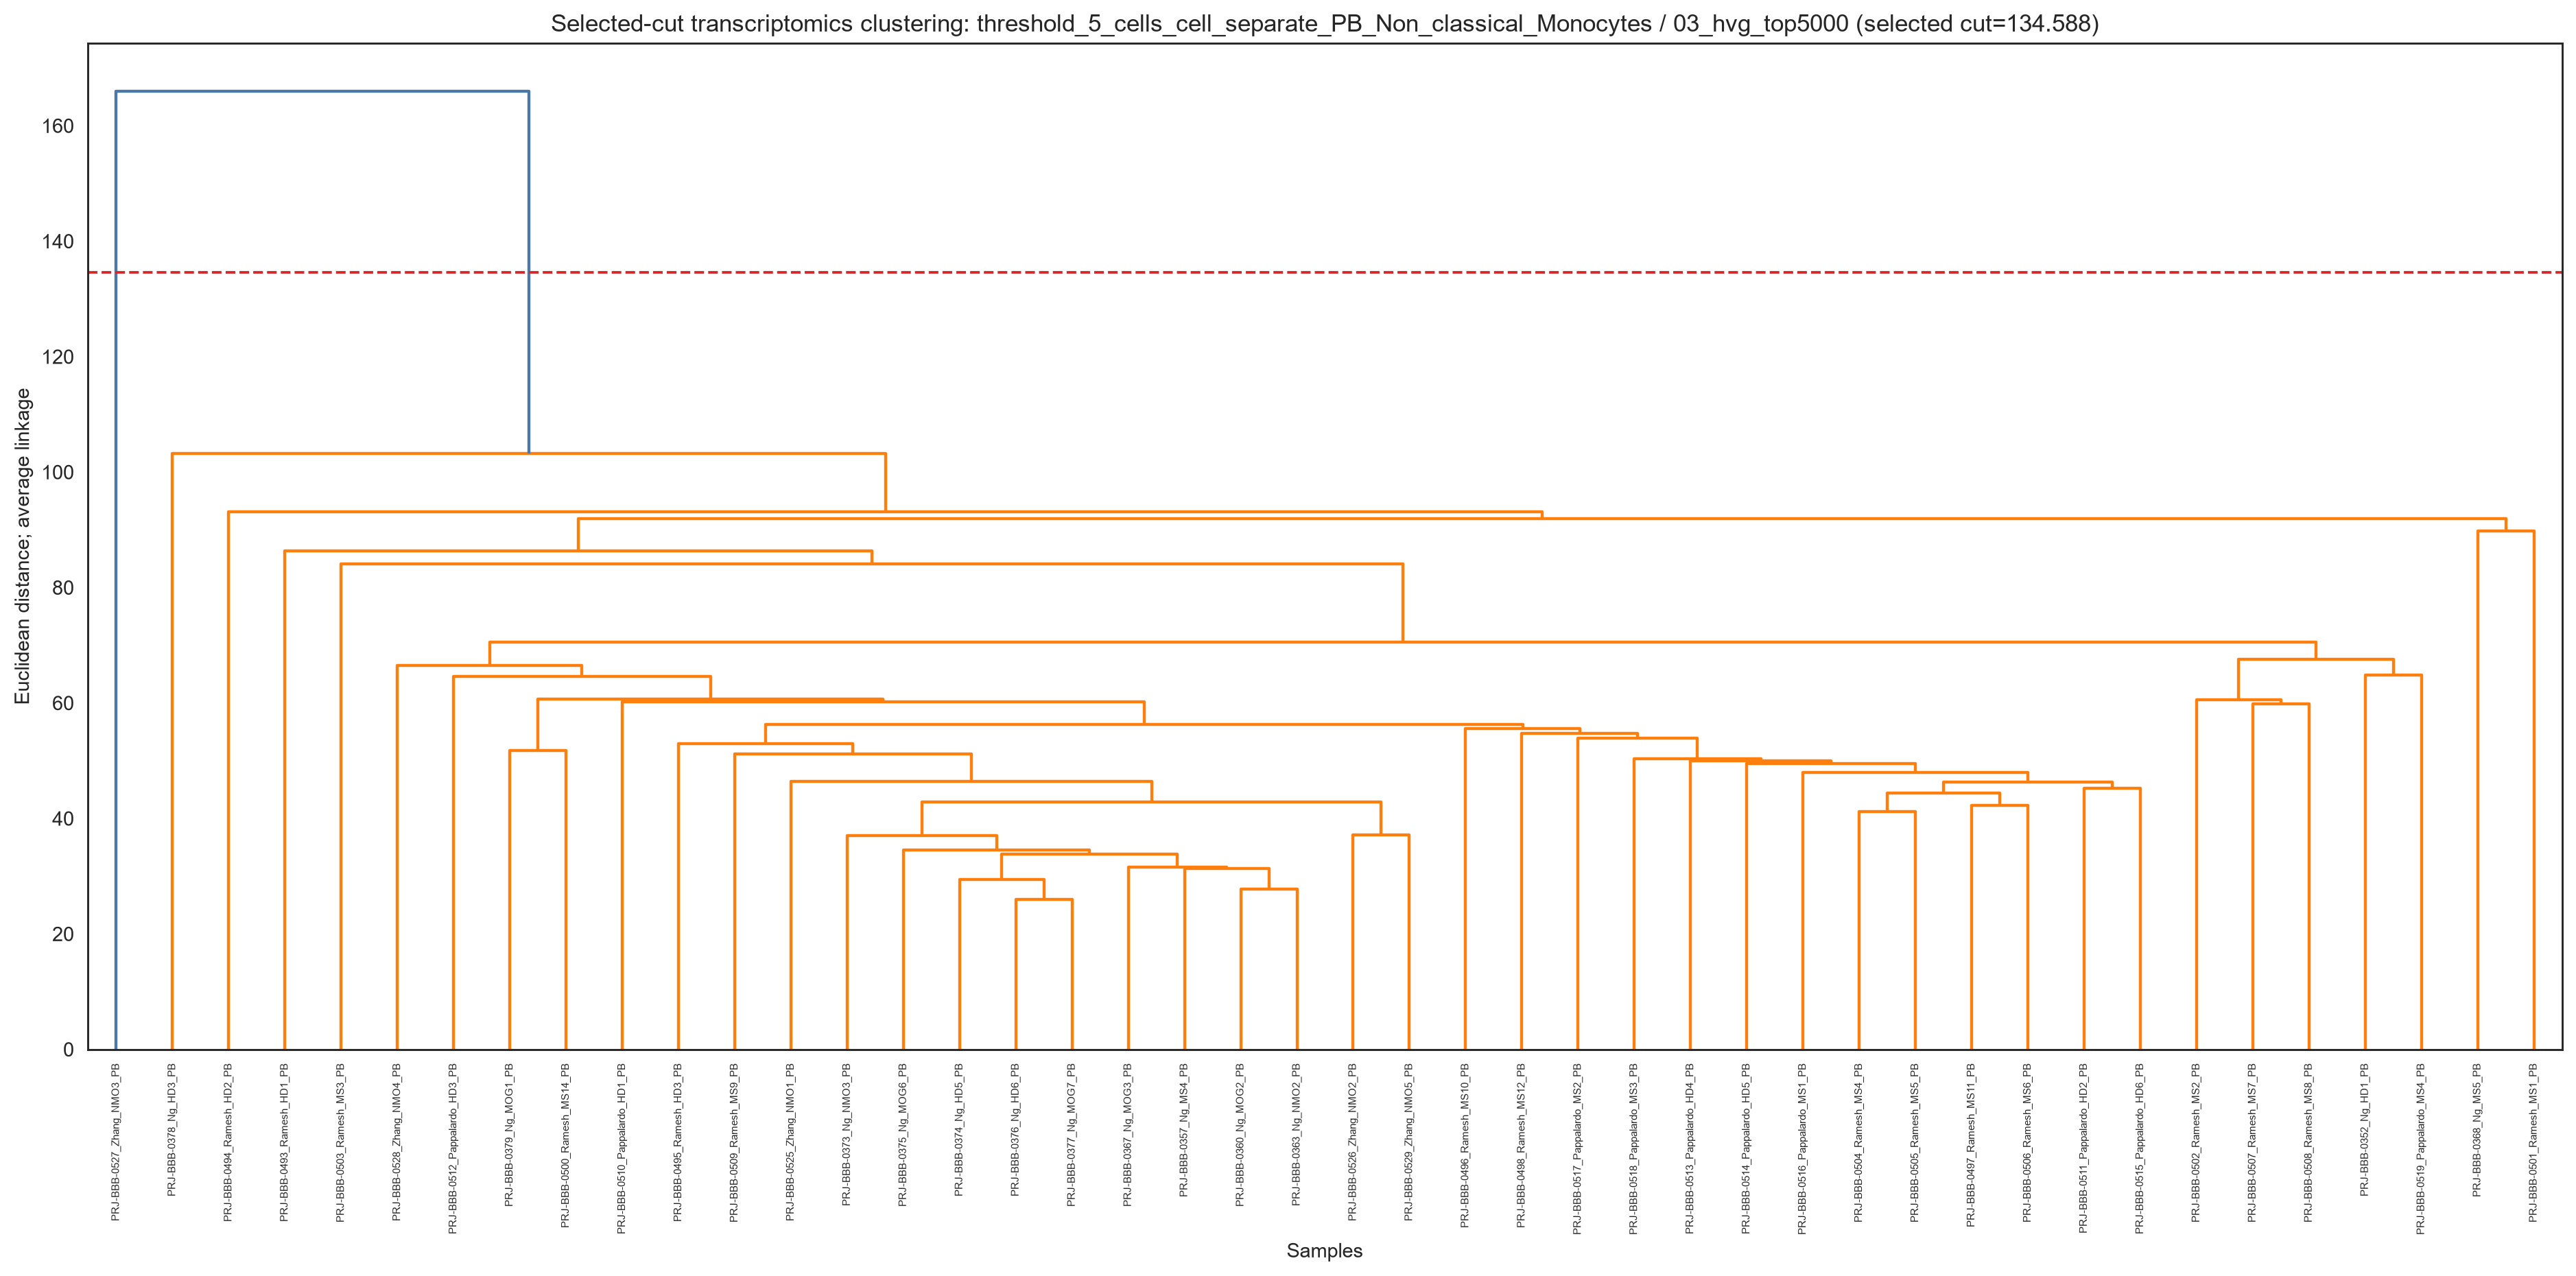 Selected-cut transcriptomics clustering: threshold_5_cells_cell_separate_PB_Non_classical_Monocytes / 03_hvg_top5000 (selected cut=134.588)
Euclidean distance; average linkage
160
140
120
100
80
60
40
20
0
PRJ-BBB-0527_Zhang_NMO3_PB
PRJ-BBB-0378_Ng_HD3_PB
PRJ-BBB-0494_Ramesh_HD2_PB
PRJ-BBB-0493_Ramesh_HD1_PB
PRJ-BBB-0503_Ramesh_MS3_PB
PRJ-BBB-0528_Zhang_NMO4_PB
PRJ-BBB-0512_Pappalardo_HD3_PB
PRJ-BBB-0379_Ng_MOG1_PB
PRJ-BBB-0500_Ramesh_MS14_PB
PRJ-BBB-0510_Pappalardo_HD1_PB
PRJ-BBB-0495_Ramesh_HD3_PB
PRJ-BBB-0509_Ramesh_MS9_PB
PRJ-BBB-0525_Zhang_NMO1_PB
PRJ-BBB-0373_Ng_NMO3_PB
PRJ-BBB-0375_Ng_MOG6_PB
PRJ-BBB-0374_Ng_HD5_PB
PRJ-BBB-0376_Ng_HD6_PB
PRJ-BBB-0377_Ng_MOG7_PB
PRJ-BBB-0367_Ng_MOG3_PB
PRJ-BBB-0357_Ng_MS4_PB
PRJ-BBB-0360_Ng_MOG2_PB
PRJ-BBB-0363_Ng_NMO2_PB
PRJ-BBB-0526_Zhang_NMO2_PB
PRJ-BBB-0529_Zhang_NMO5_PB
PRJ-BBB-0496_Ramesh_MS10_PB
PRJ-BBB-0498_Ramesh_MS12_PB
PRJ-BBB-0517_Pappalardo_MS2_PB
PRJ-BBB-0518_Pappalardo_MS3_PB
PRJ-BBB-0513_Pappalardo_HD4_PB
PRJ-BBB-0514_Pappalardo_HD5_PB
PRJ-BBB-0516_Pappalardo_MS1_PB
PRJ-BBB-0504_Ramesh_MS4_PB
PRJ-BBB-0505_Ramesh_MS5_PB
PRJ-BBB-0497_Ramesh_MS11_PB
PRJ-BBB-0506_Ramesh_MS6_PB
PRJ-BBB-0511_Pappalardo_HD2_PB
PRJ-BBB-0515_Pappalardo_HD6_PB
PRJ-BBB-0502_Ramesh_MS2_PB
PRJ-BBB-0507_Ramesh_MS7_PB
PRJ-BBB-0508_Ramesh_MS8_PB
PRJ-BBB-0352_Ng_HD1_PB
PRJ-BBB-0519_Pappalardo_MS4_PB
PRJ-BBB-0368_Ng_MS5_PB
PRJ-BBB-0501_Ramesh_MS1_PB
Samples